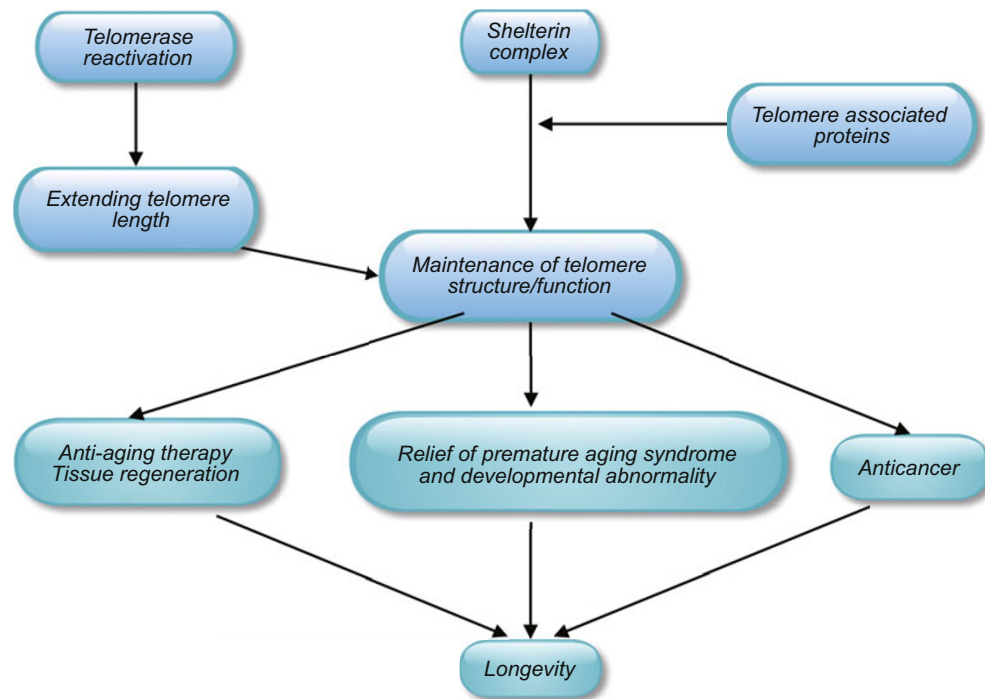 Telomerase
reactivation
Shelterin
complex
Telomere associated
proteins
Extending telomere
length
Maintenance of telomere
structure/function
Anti-aging therapy
Tissue regeneration
Relief of premature aging syndrome
and developmental abnormality
Anticancer
Longevity